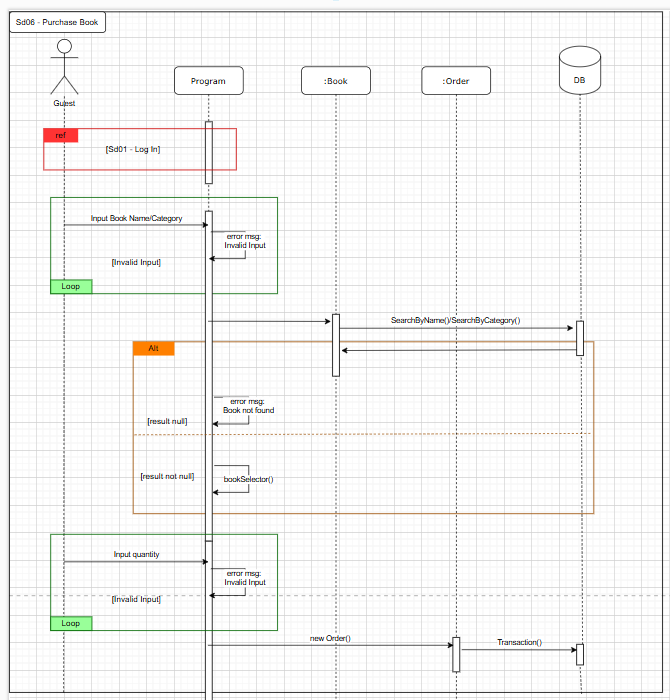 Sd06 - Purchase Book
Guest
Program
:Book
:Order
DB
ref
[Sd01 - Log In]
Input Book Name/Category
error msg:
Invalid Input
[Invalid Input]
Loop
SearchByName()/SearchByCategory()
Alt
error msg:
Book not found
[result null]
[result not null]
bookSelector()
Input quantity
error msg:
Invalid Input
[Invalid Input]
Loop
new Order()
Transaction()